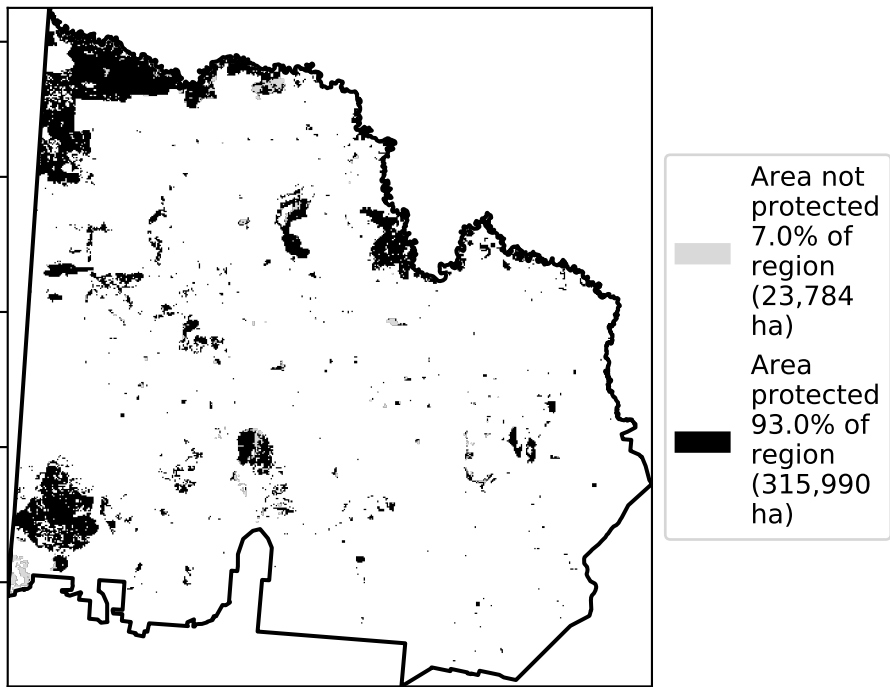 Area not
protected
7.0% of
region
(23,784
ha)
Area
protected
93.0% of
region
(315,990
ha)